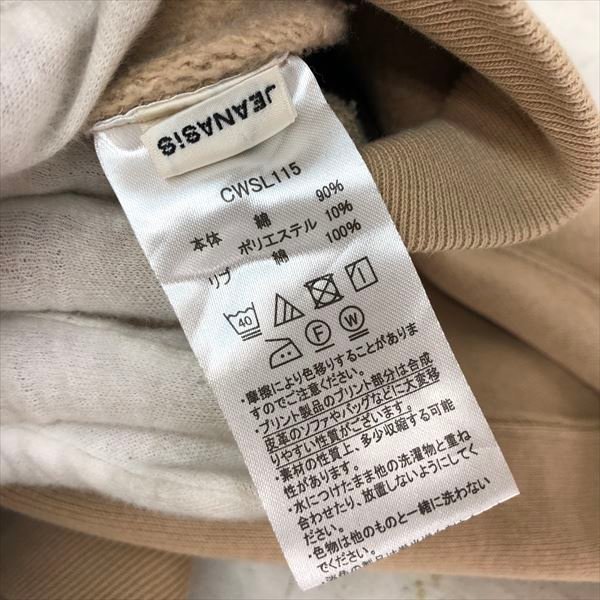 JEANASiS
CWSL115
本体 綿 90%
ポリエステル 10%
リブ 綿 100%
40
F W
・摩擦により色移りすることがありま
すのでご注意ください。
・プリント製品のプリント部分は合成
皮革のソファやバッグなどに大変移
りやすい性質がございます。
・素材の性質上、多少収縮する可能
性があります。
・水につけたまま他の洗濯物と重ね
合わせたり、放置しないようにしてく
ださい。
・色物は他のものと一緒に洗わない
でください。